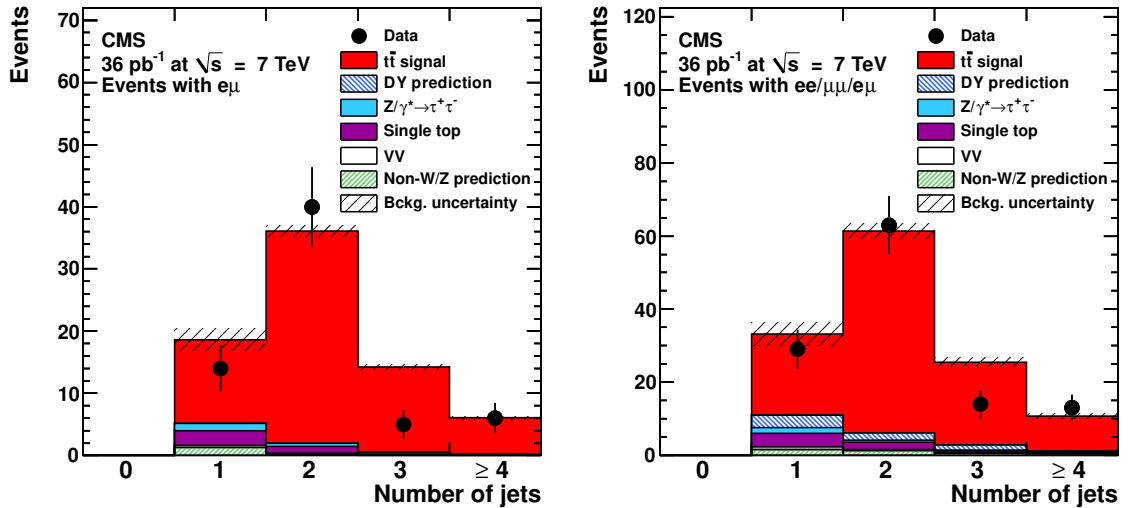 Events
70
60
50
40
30
20
10
0
CMS
36 pb⁻¹ at √s = 7 TeV
Events with eμ
Data
tt̄ signal
DY prediction
Z/γ*→τ⁺τ⁻
Single top
VV
Non-W/Z prediction
Bckg. uncertainty
0 1 2 3 ≥ 4
Number of jets
Events
120
100
80
60
40
20
0
CMS
36 pb⁻¹ at √s = 7 TeV
Events with ee/μμ/eμ
Data
tt̄ signal
DY prediction
Z/γ*→τ⁺τ⁻
Single top
VV
Non-W/Z prediction
Bckg. uncertainty
0 1 2 3 ≥ 4
Number of jets